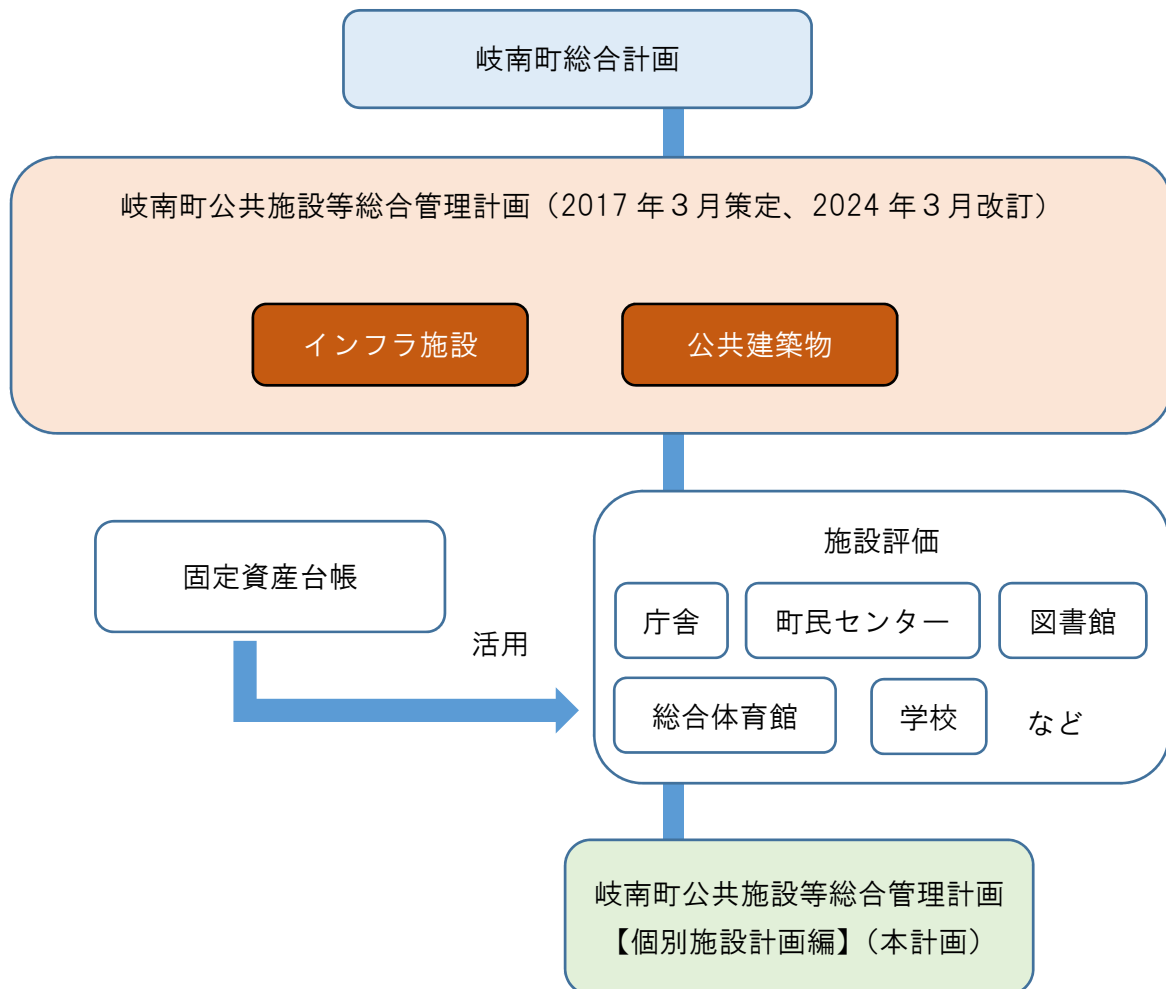 岐南町総合計画
岐南町公共施設等総合管理計画（2017 年３月策定、2024 年３月改訂）
インフラ施設
公共建築物
固定資産台帳
活用
施設評価
庁舎
町民センター
図書館
総合体育館
学校
など
岐南町公共施設等総合管理計画
【個別施設計画編】（本計画）